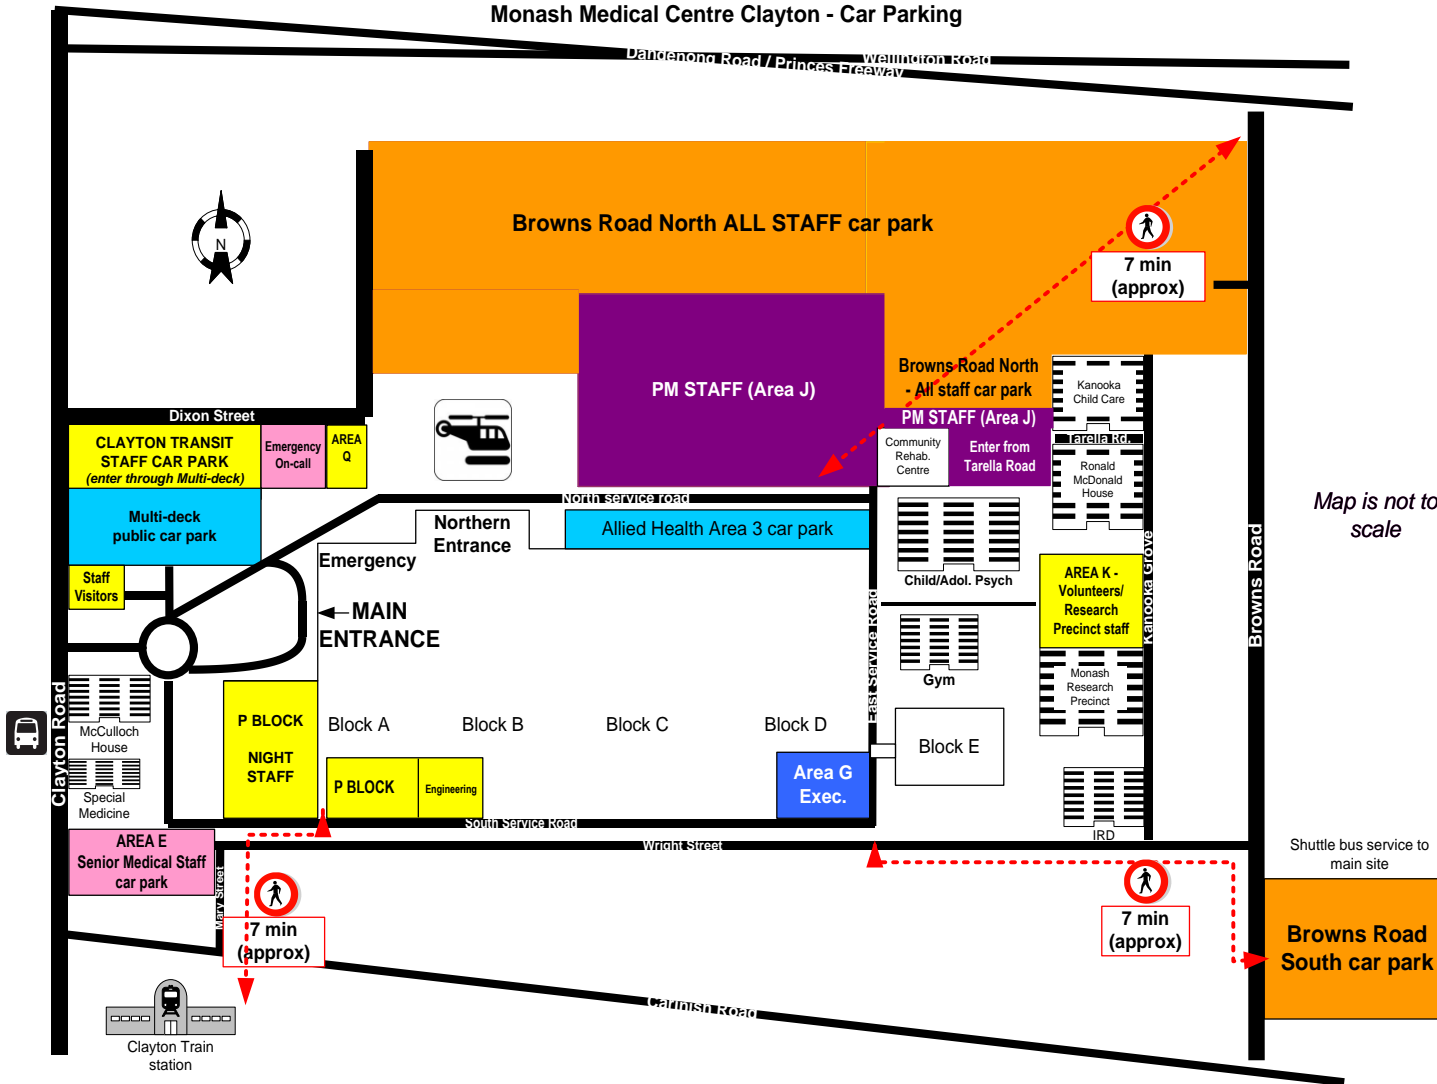 Monash Medical Centre Clayton - Car Parking
Wellington Road
Dandenong Road / Princes Freeway
N
Browns Road North ALL STAFF car park
7 min
(approx)
PM STAFF (Area J)
Browns Road North
- All staff car park
PM STAFF (Area J)
Enter from
Tarella Road
Community
Rehab.
Centre
Kanooka
Child Care
Tarella Rd.
Ronald
McDonald
House
Map is not to
scale
Dixon Street
CLAYTON TRANSIT
STAFF CAR PARK
(enter through Multi-deck)
Emergency
On-call
AREA
Q
Multi-deck
public car park
Staff
Visitors
North service road
Northern
Entrance
Emergency
MAIN
ENTRANCE
Allied Health Area 3 car park
Child/Adol. Psych
Gym
AREA K -
Volunteers/
Research
Precinct staff
Monash
Research
Precinct
Kanooka Grove
Browns Road
East Service Road
Clayton Road
McCulloch
House
Special
Medicine
P BLOCK
NIGHT
STAFF
Block A
Block B
Block C
Block D
Block E
P BLOCK
Engineering
Area G
Exec.
IRD
South Service Road
Wright Street
AREA E
Senior Medical Staff
car park
Mary Street
7 min
(approx)
7 min
(approx)
Shuttle bus service to
main site
Browns Road
South car park
Carinish Road
Clayton Train
station